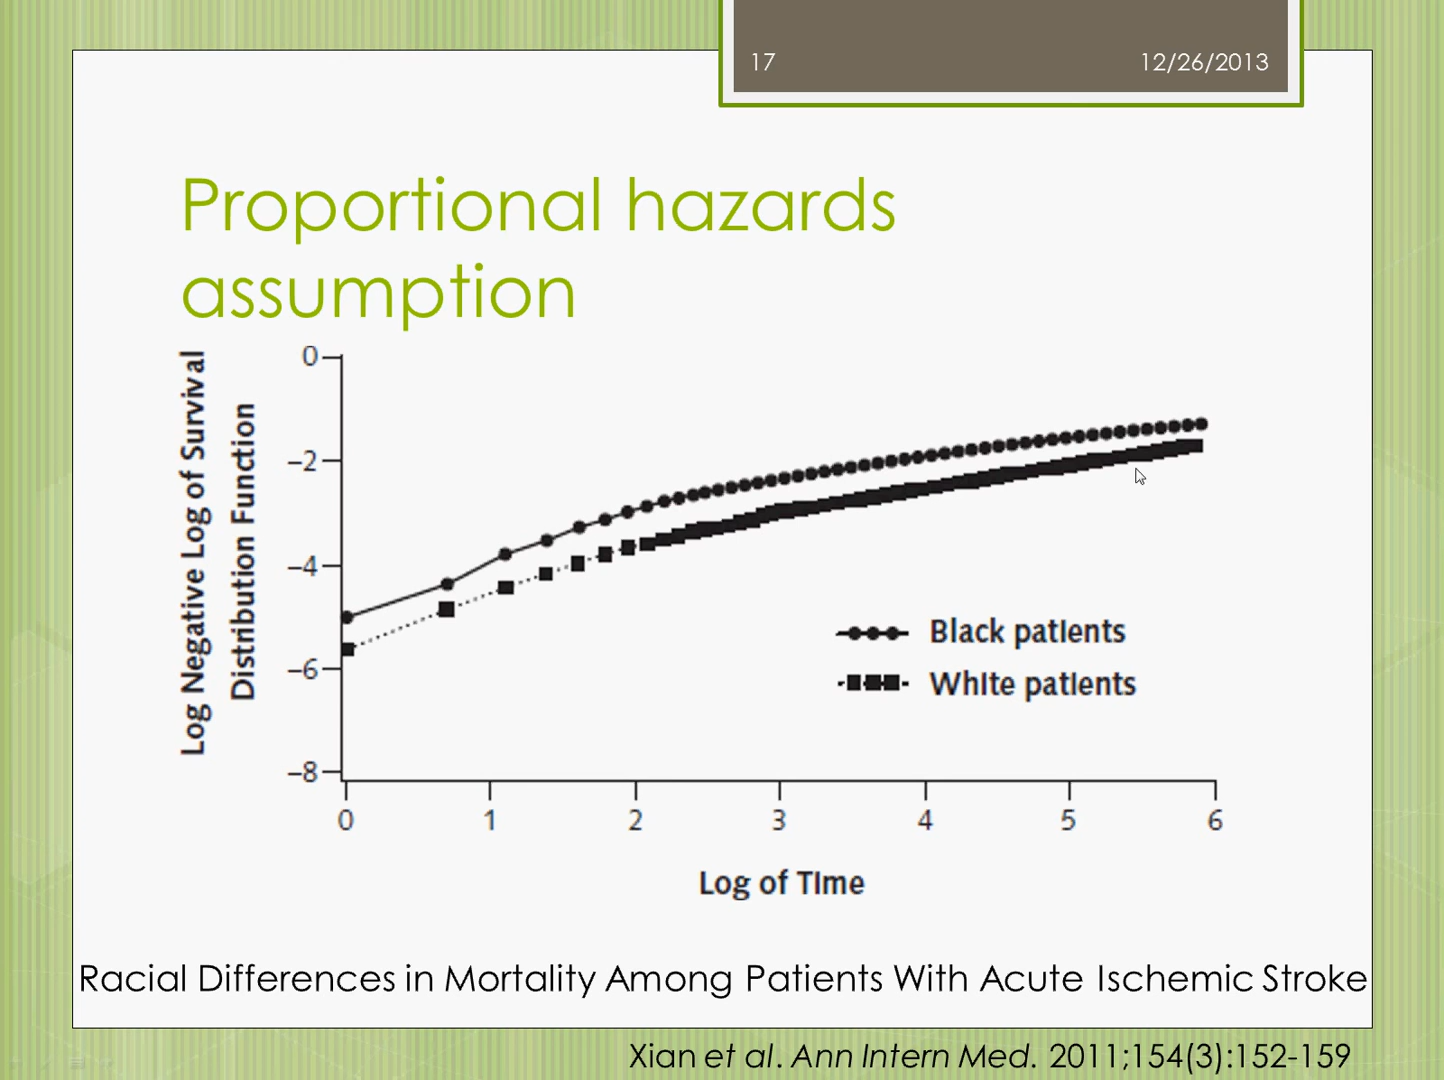 17
12/26/2013
Proportional hazards
assumption
Log Negative Log of Survival
Distribution Function
0
–2
–4
–6
–8
Black patients
White patients
0 1 2 3 4 5 6
Log of Time
Racial Differences in Mortality Among Patients With Acute Ischemic Stroke
Xian et al. Ann Intern Med. 2011;154(3):152-159